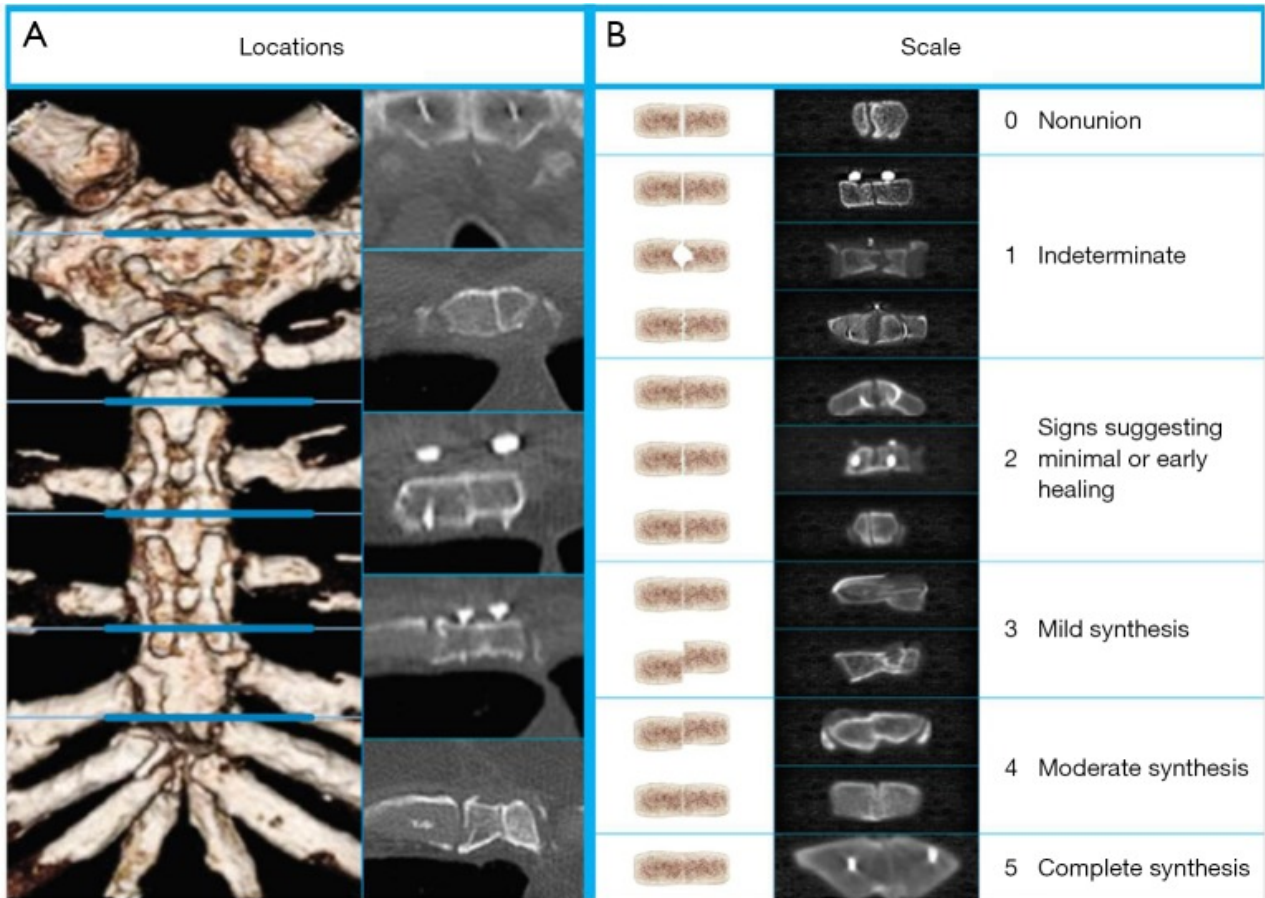 A
Locations
B
Scale
0 Nonunion
1 Indeterminate
2 Signs suggesting
minimal or early
healing
3 Mild synthesis
4 Moderate synthesis
5 Complete synthesis